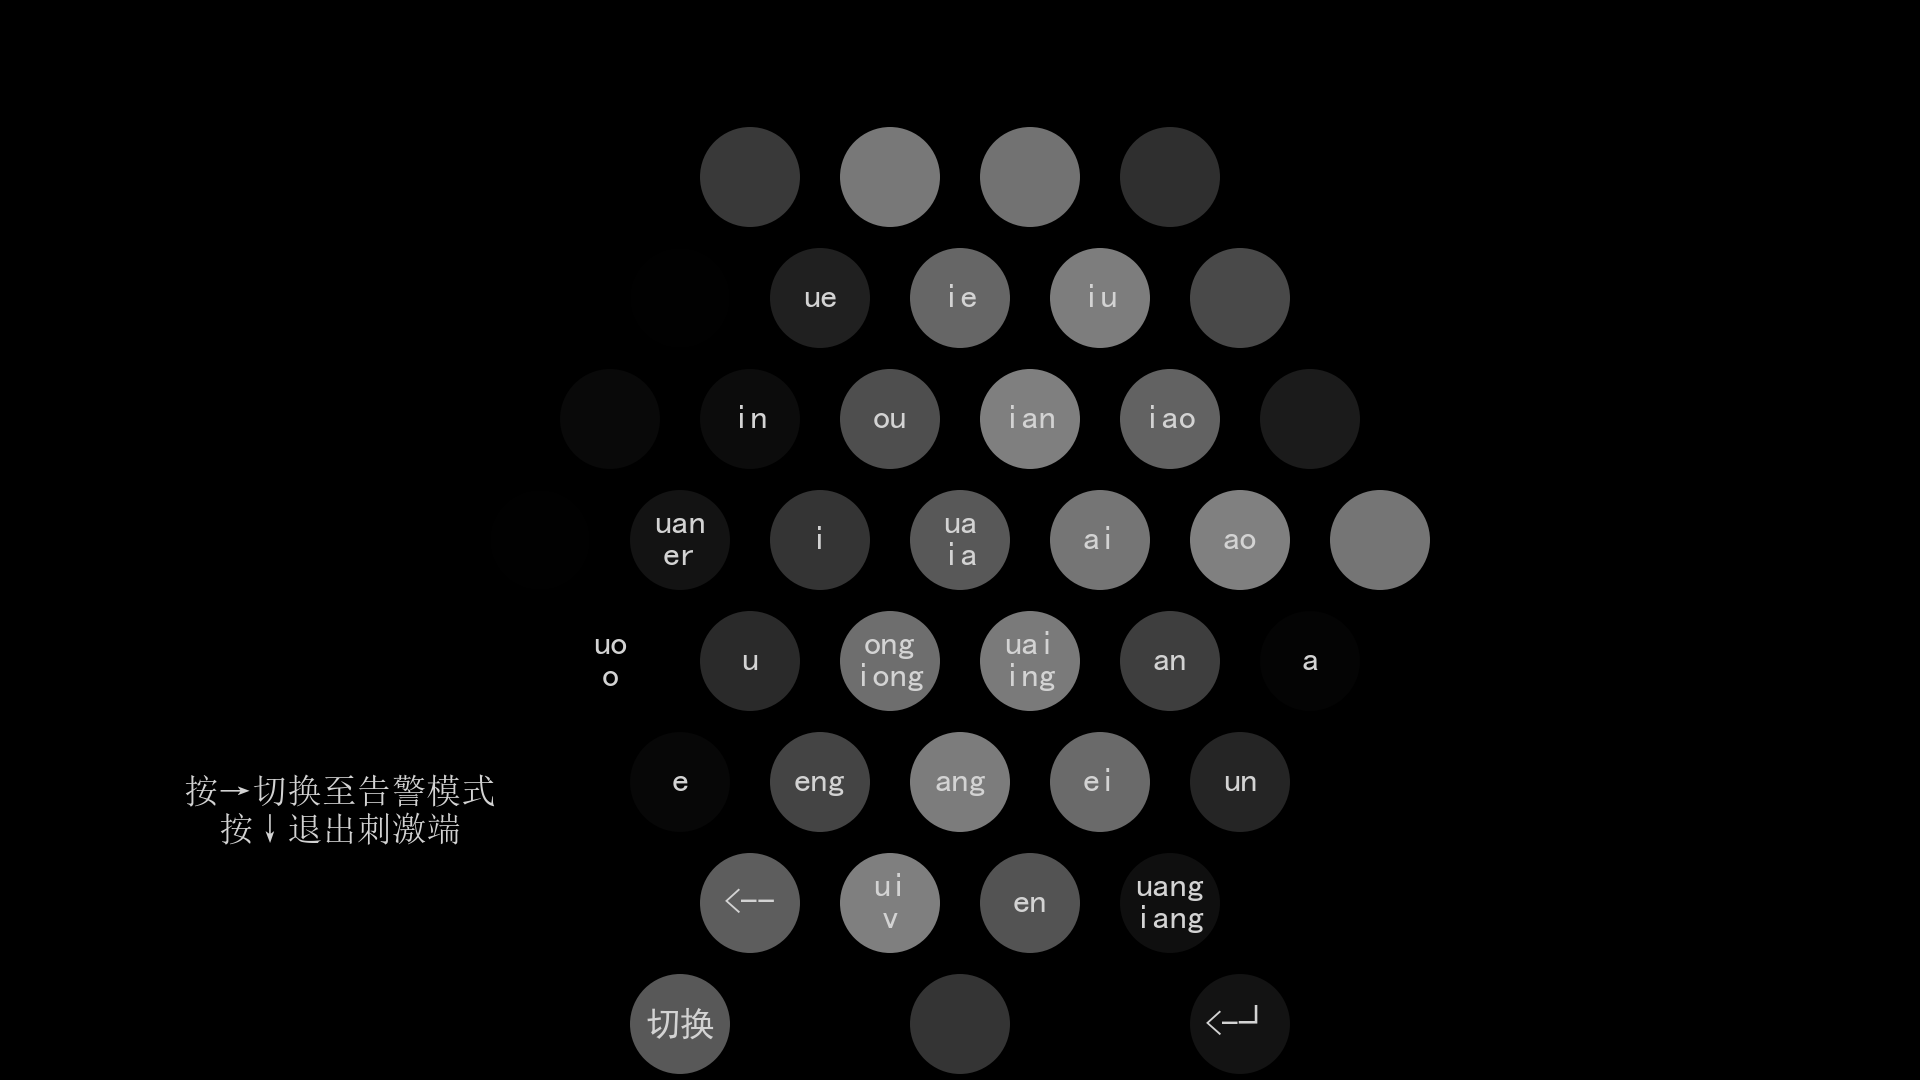 ue ie iu
in ou ian iao
uan
er
i
ua
ia
ai
ao
uo
o
u
ong
iong
uai
ing
an
a
e eng ang ei un
按→切换至告警模式
按↓退出刺激端
<--
ui
v
en
uang
iang
切换
<-┘